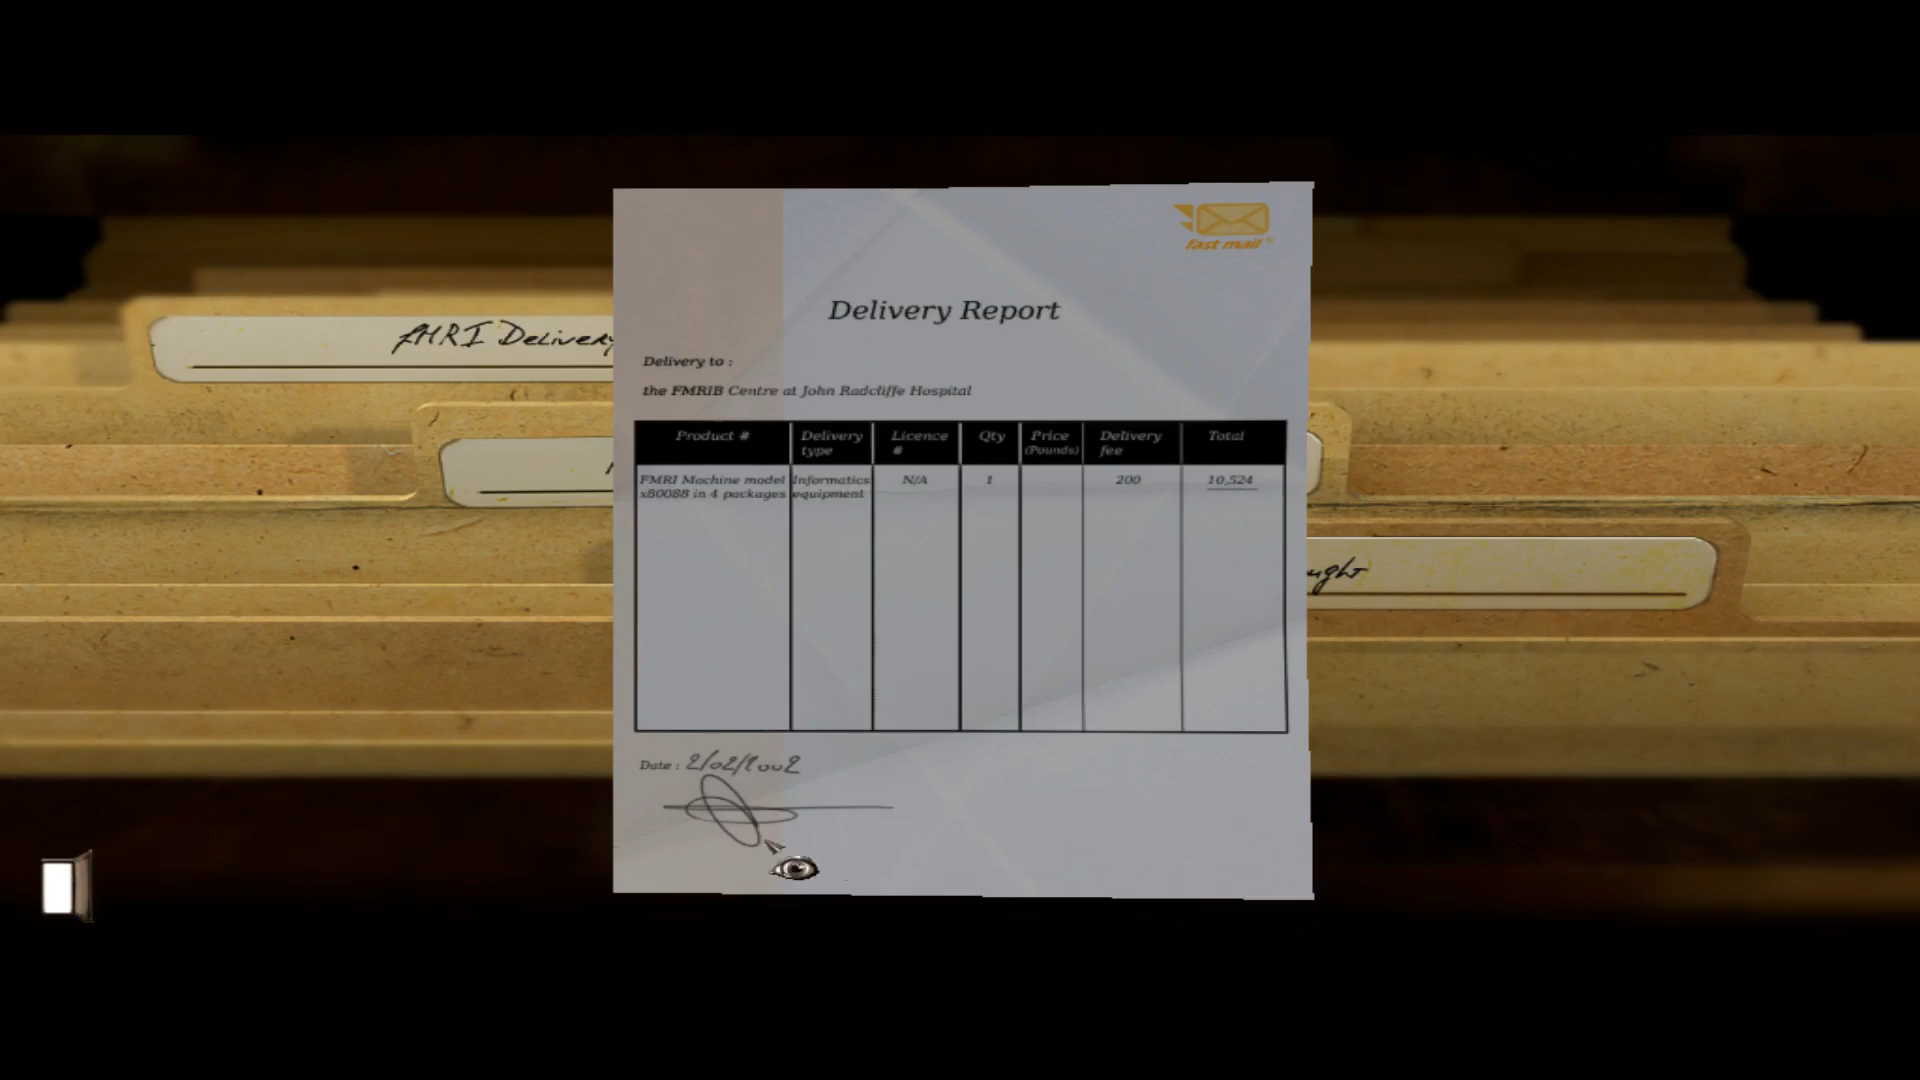 fast mail
Delivery Report
fMRI Delivery
Delivery to :
the FMRIB Centre at John Radcliffe Hospital
Product # Delivery type Licence # Qty Price (Pounds) Delivery fee Total
FMRI Machine model x80088 in 4 packages Informatics equipment N/A 1 200 10,524
Date : 2/02/2002